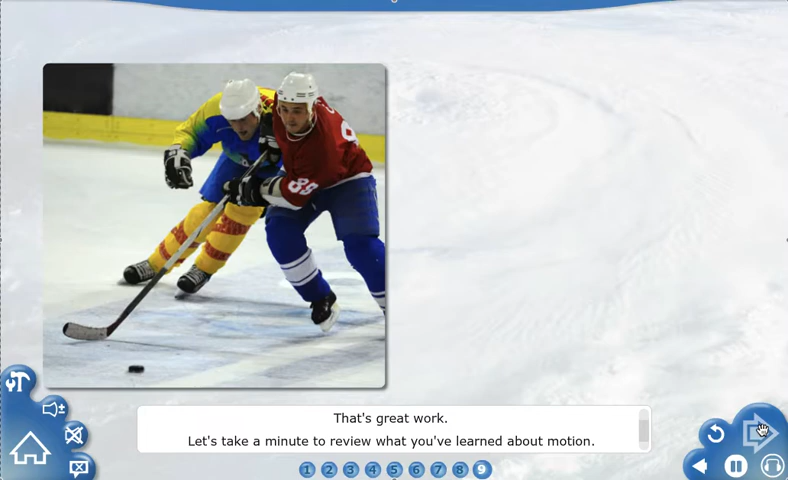 89
That's great work.
Let's take a minute to review what you've learned about motion.
1 2 3 4 5 6 7 8 9